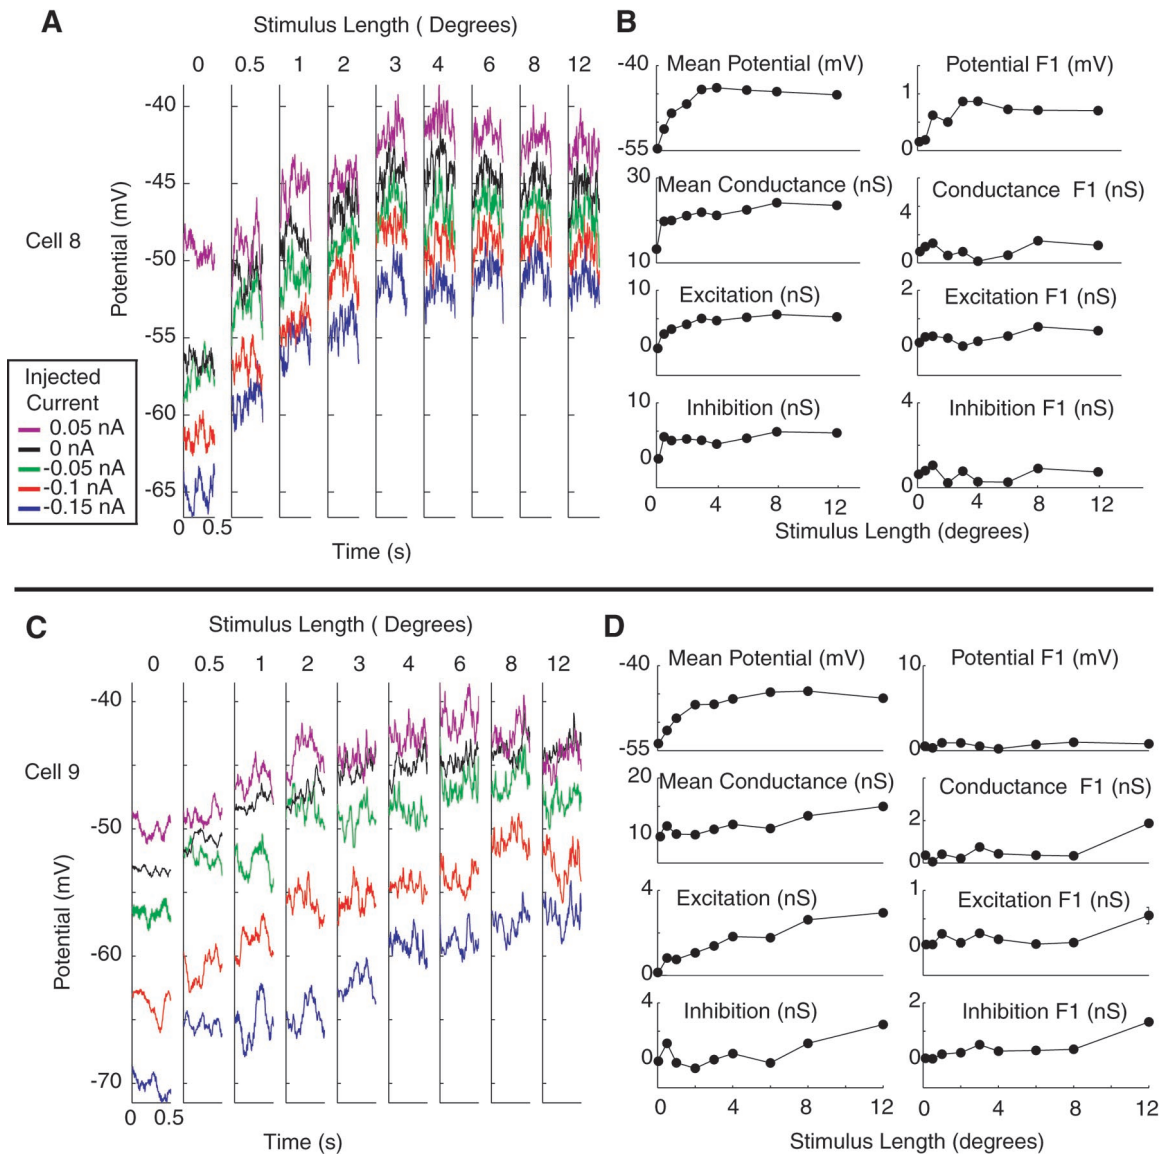 A
Stimulus Length ( Degrees)
0 0.5 1 2 3 4 6 8 12
-40
-45
-50
-55
-60
-65
Potential (mV)
Cell 8
Injected
Current
0.05 nA
0 nA
-0.05 nA
-0.1 nA
-0.15 nA
0 0.5
Time (s)
B
Mean Potential (mV)
-40
-55
Potential F1 (mV)
1
0
Mean Conductance (nS)
30
10
Conductance F1 (nS)
4
0
Excitation (nS)
10
0
Excitation F1 (nS)
2
0
Inhibition (nS)
10
0
Inhibition F1 (nS)
4
0
0 4 8 12
0 4 8 12
Stimulus Length (degrees)
C
Stimulus Length ( Degrees)
0 0.5 1 2 3 4 6 8 12
-40
-50
-60
-70
Potential (mV)
Cell 9
0 0.5
Time (s)
D
Mean Potential (mV)
-40
-55
Potential F1 (mV)
10
0
Mean Conductance (nS)
20
10
Conductance F1 (nS)
2
0
Excitation (nS)
4
0
Excitation F1 (nS)
1
0
Inhibition (nS)
4
0
Inhibition F1 (nS)
2
0
0 4 8 12
0 4 8 12
Stimulus Length (degrees)